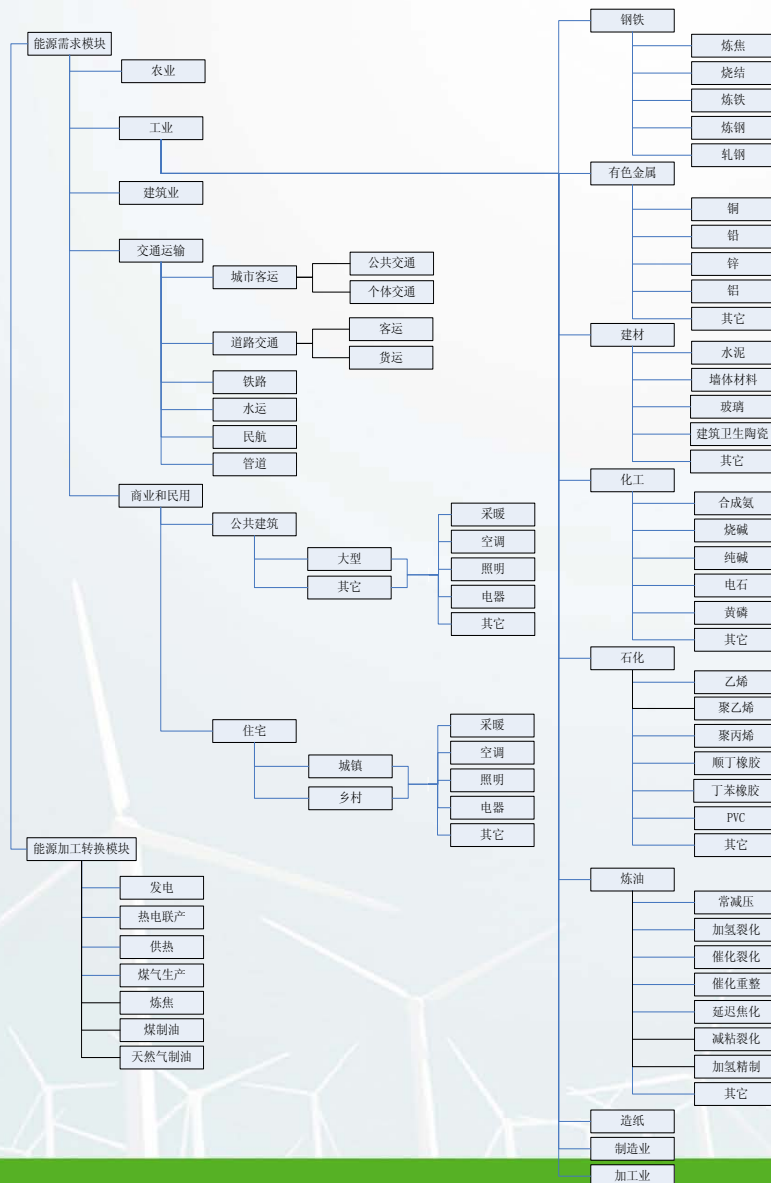 能源需求模块
农业
工业
建筑业
交通运输
城市客运
公共交通
个体交通
道路交通
客运
货运
铁路
水运
民航
管道
商业和民用
公共建筑
大型
其它
采暖
空调
照明
电器
其它
住宅
城镇
乡村
采暖
空调
照明
电器
其它
能源加工转换模块
发电
热电联产
供热
煤气生产
炼焦
煤制油
天然气制油
钢铁
炼焦
烧结
炼铁
炼钢
轧钢
有色金属
铜
铅
锌
铝
其它
建材
水泥
墙体材料
玻璃
建筑卫生陶瓷
其它
化工
合成氨
烧碱
纯碱
电石
黄磷
其它
石化
乙烯
聚乙烯
聚丙烯
顺丁橡胶
丁苯橡胶
PVC
其它
炼油
常减压
加氢裂化
催化裂化
催化重整
延迟焦化
减粘裂化
加氢精制
其它
造纸
制造业
加工业